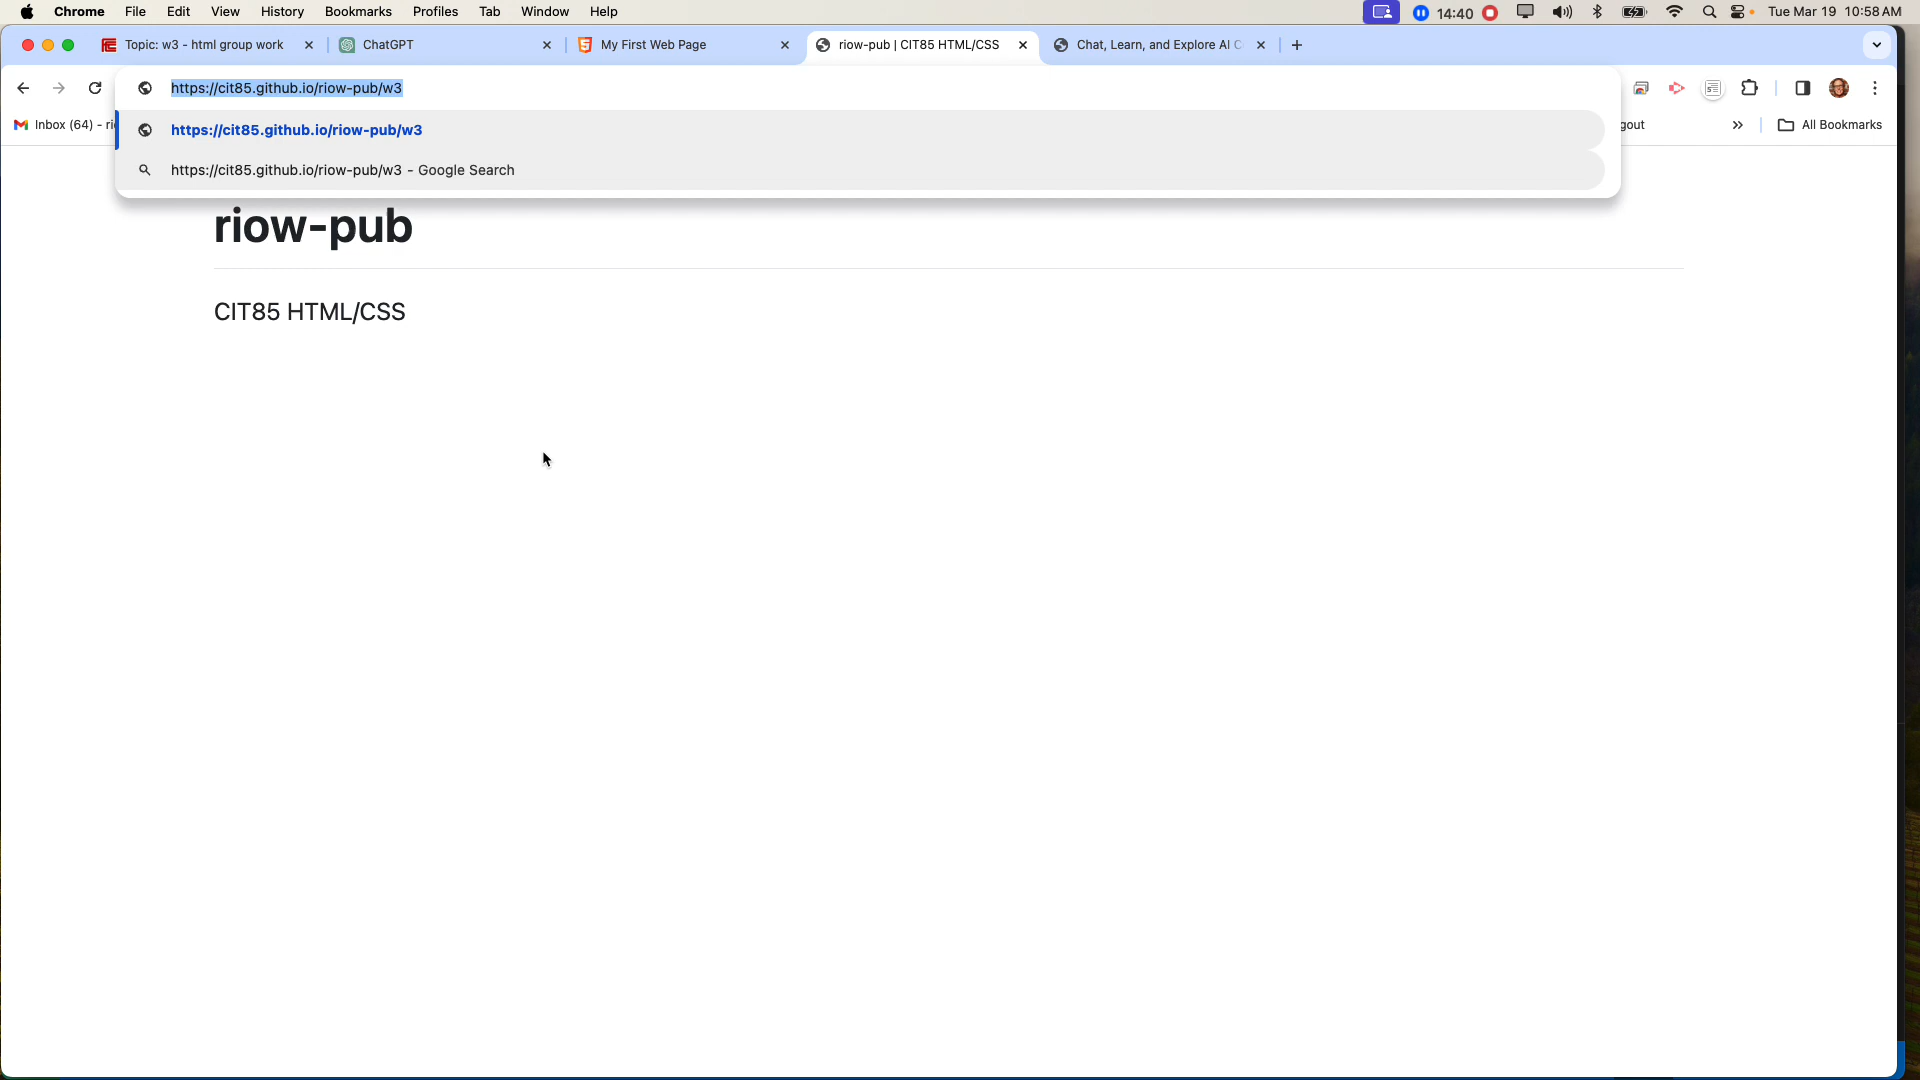 Chrome File Edit View History Bookmarks Profiles Tab Window Help 14:40 Tue Mar 19 10:58 AM
Topic: w3 - html group work ChatGPT My First Web Page riow-pub | CIT85 HTML/CSS Chat, Learn, and Explore AI C
https://cit85.github.io/riow-pub/w3
Inbox (64) - ri https://cit85.github.io/riow-pub/w3 gout All Bookmarks
https://cit85.github.io/riow-pub/w3 - Google Search
riow-pub
CIT85 HTML/CSS